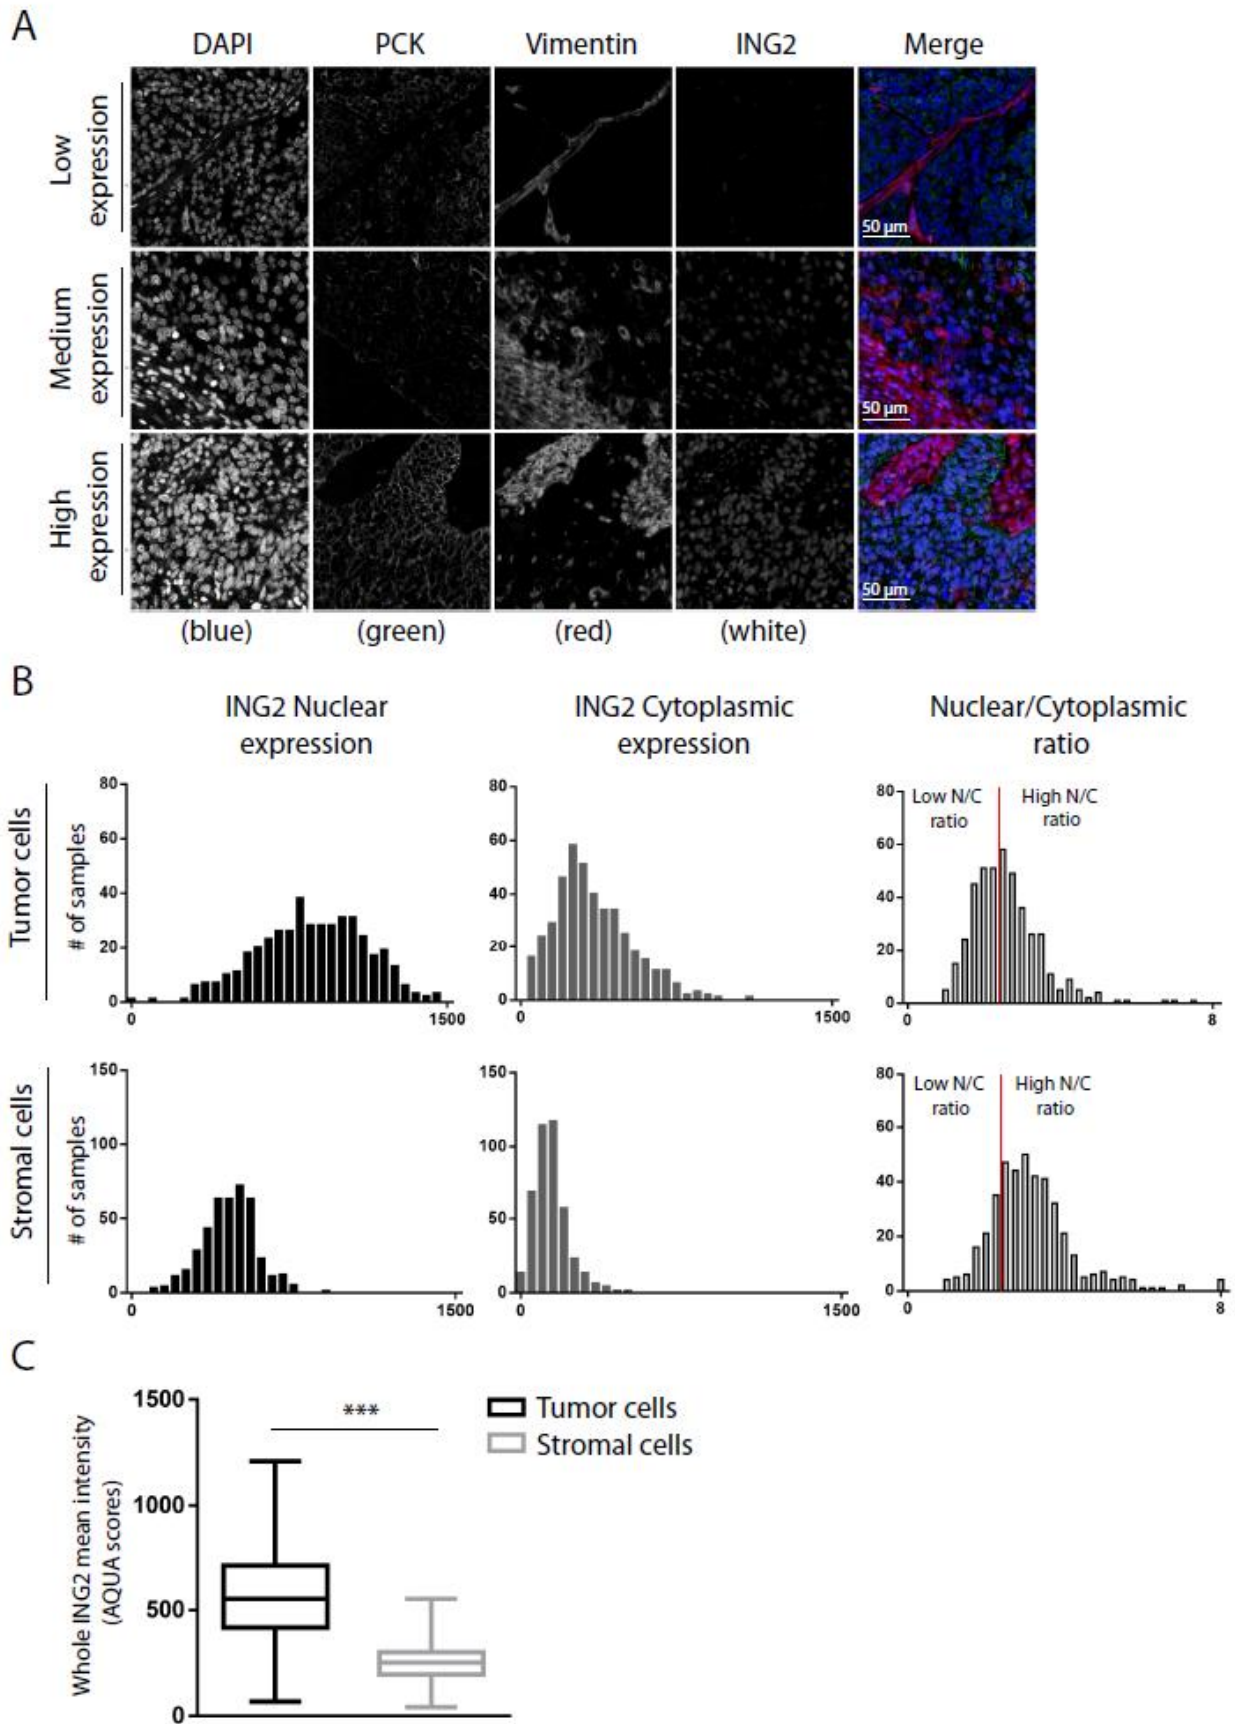 A
DAPI PCK Vimentin ING2 Merge
Low
expression
50 µm
Medium
expression
50 µm
High
expression
50 µm
(blue) (green) (red) (white)
B
ING2 Nuclear
expression
ING2 Cytoplasmic
expression
Nuclear/Cytoplasmic
ratio
Tumor cells
# of samples
80
60
40
20
0
0 1500
80
60
40
20
0
0 1500
80
60
40
20
0
0 8
Low N/C
ratio
High N/C
ratio
Stromal cells
# of samples
150
100
50
0
0 1500
150
100
50
0
0 1500
80
60
40
20
0
0 8
Low N/C
ratio
High N/C
ratio
C
Whole ING2 mean intensity
(AQUA scores)
1500
1000
500
0
***
Tumor cells
Stromal cells